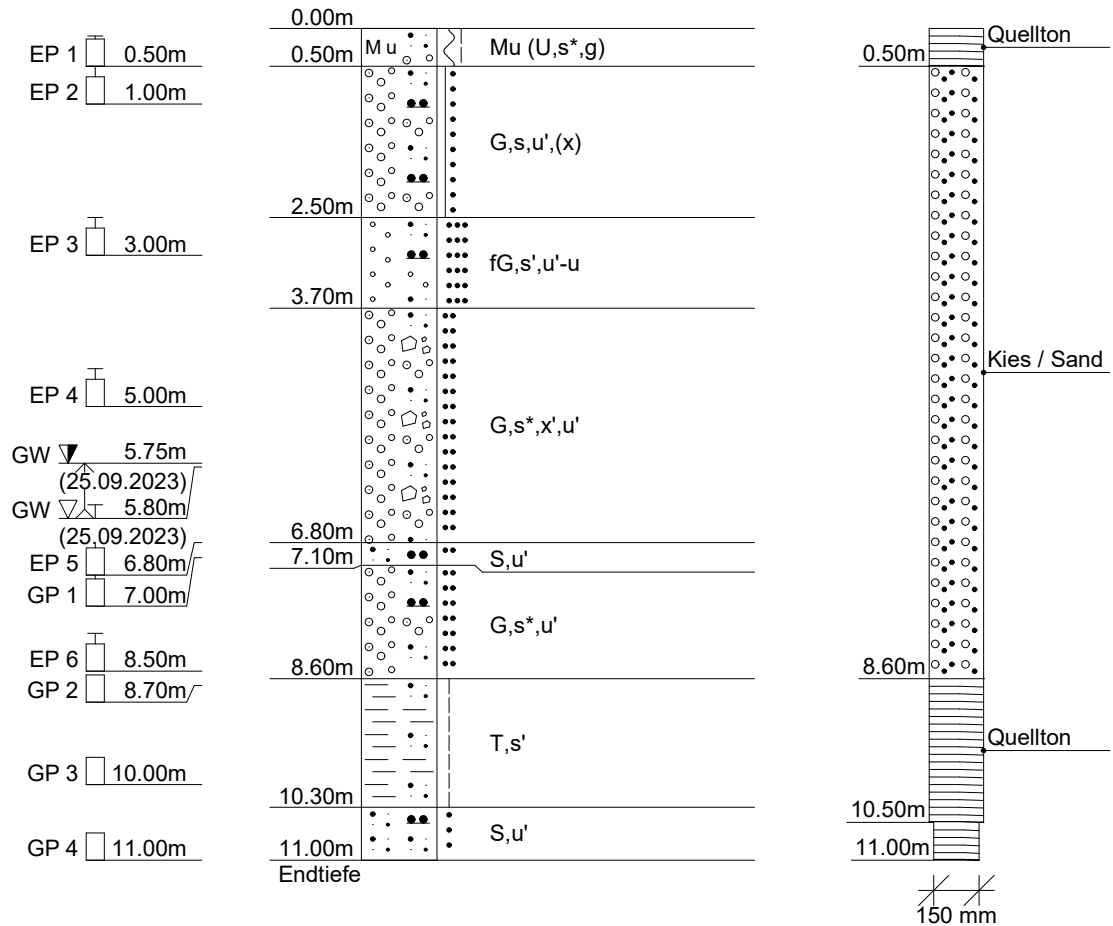 0.00m
EP 1 0.50m
0.50m
Mu
Mu (U,s*,g)
Quellton
0.50m
EP 2 1.00m
G,s,u',(x)
2.50m
EP 3 3.00m
fG,s',u'-u
3.70m
Kies / Sand
EP 4 5.00m
G,s*,x',u'
GW 5.75m
(25.09.2023)
GW 5.80m
(25.09.2023)
6.80m
EP 5 6.80m
7.10m
S,u'
GP 1 7.00m
G,s*,u'
EP 6 8.50m
8.60m
8.60m
GP 2 8.70m
T,s'
Quellton
GP 3 10.00m
10.30m
10.50m
S,u'
GP 4 11.00m
11.00m
11.00m
Endtiefe
150 mm